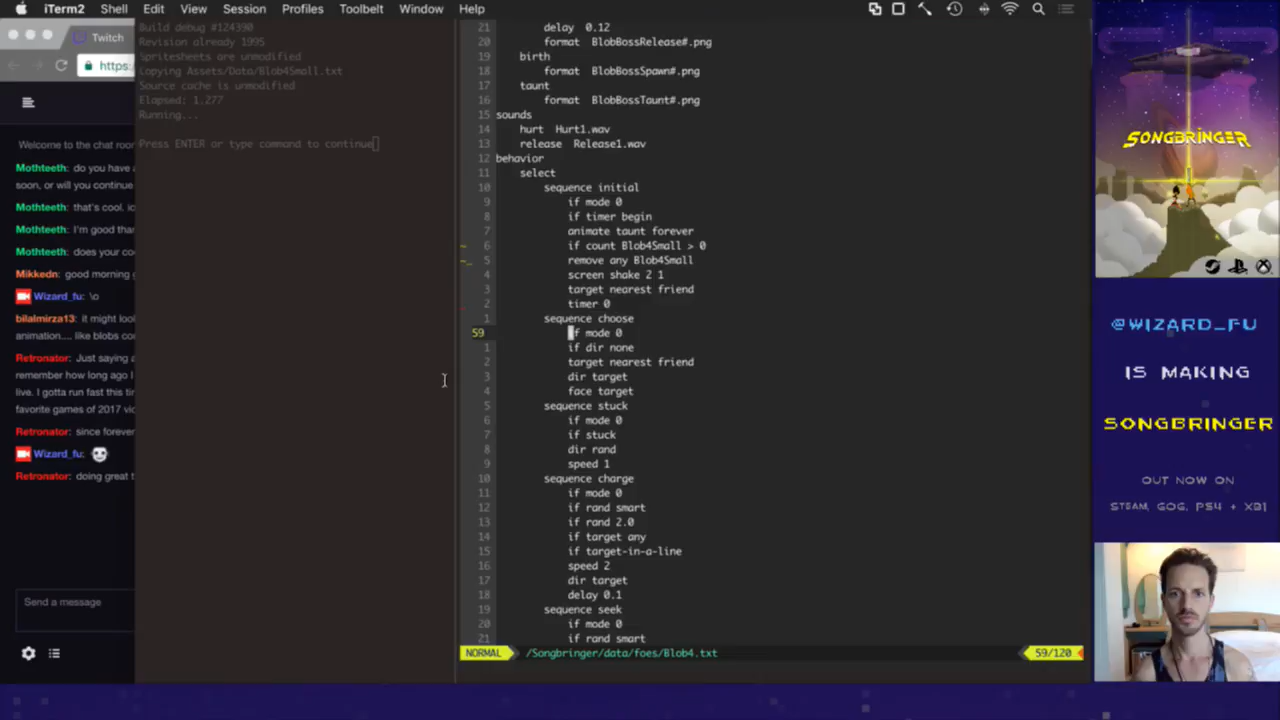 iTerm2 Shell Edit View Session Profiles Toolbelt Window Help
Twitch
https:
Welcome to the chat roo
Mothteeth: do you have
soon, or will you continue
Mothteeth: that's cool.
Mothteeth: I'm good tha
Mothteeth: does your co
Mikkedn: good morning
Wizard_fu: \o
bilalmirza13: it might look
animation.... like blobs co
Retronator: Just saying
remember how long ago I
live. I gotta run fast this tim
favorite games of 2017 vid
Retronator: since forever
Wizard_fu:
Retronator: doing great t
Send a message
Build debug #124390
Revision already 1995
Spritesheets are unmodified
Copying Assets/Data/Blob4Small.txt
Source cache is unmodified
Elapsed: 1.277
Running...
Press ENTER or type command to continue
21 delay 0.12
20 format BlobBossRelease#.png
19 birth
18 format BlobBossSpawn#.png
17 taunt
16 format BlobBossTaunt#.png
15 sounds
14 hurt Hurt1.wav
13 release Release1.wav
12 behavior
11 select
10 sequence initial
9 if mode 0
8 if timer begin
7 animate taunt forever
6 if count Blob4Small > 0
5 remove any Blob4Small
4 screen shake 2 1
3 target nearest friend
2 timer 0
1 sequence choose
59 if mode 0
1 if dir none
2 target nearest friend
3 dir target
4 face target
5 sequence stuck
6 if mode 0
7 if stuck
8 dir rand
9 speed 1
10 sequence charge
11 if mode 0
12 if rand smart
13 if rand 2.0
14 if target any
15 if target-in-a-line
16 speed 2
17 dir target
18 delay 0.1
19 sequence seek
20 if mode 0
21 if rand smart
NORMAL /Songbringer/data/foes/Blob4.txt 59/120
SONGBRINGER
@WIZARD_FU
IS MAKING
SONGBRINGER
OUT NOW ON
STEAM, GOG, PS4 + XB1